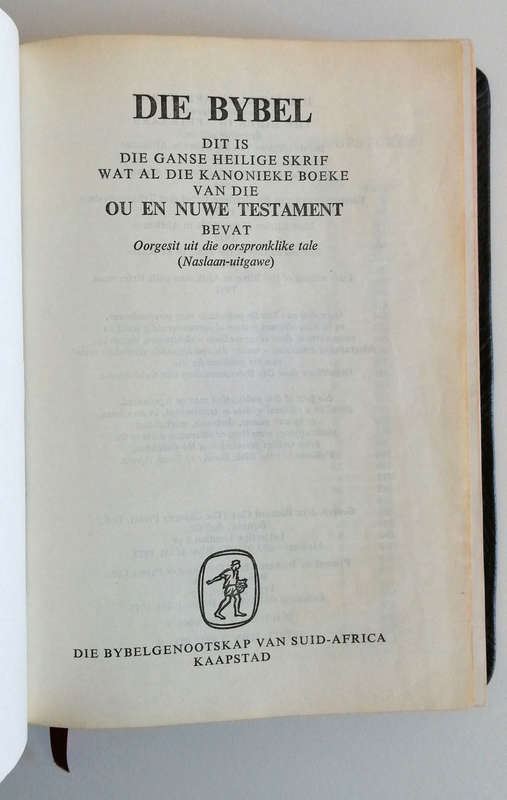 DIE BYBEL
DIT IS
DIE GANSE HEILIGE SKRIF
WAT AL DIE KANONIEKE BOEKE
VAN DIE
OU EN NUWE TESTAMENT
BEVAT
Oorgesit uit die oorspronklike tale
(Naslaan-uitgawe)
DIE BYBELGENOOTSKAP VAN SUID-AFRICA
KAAPSTAD